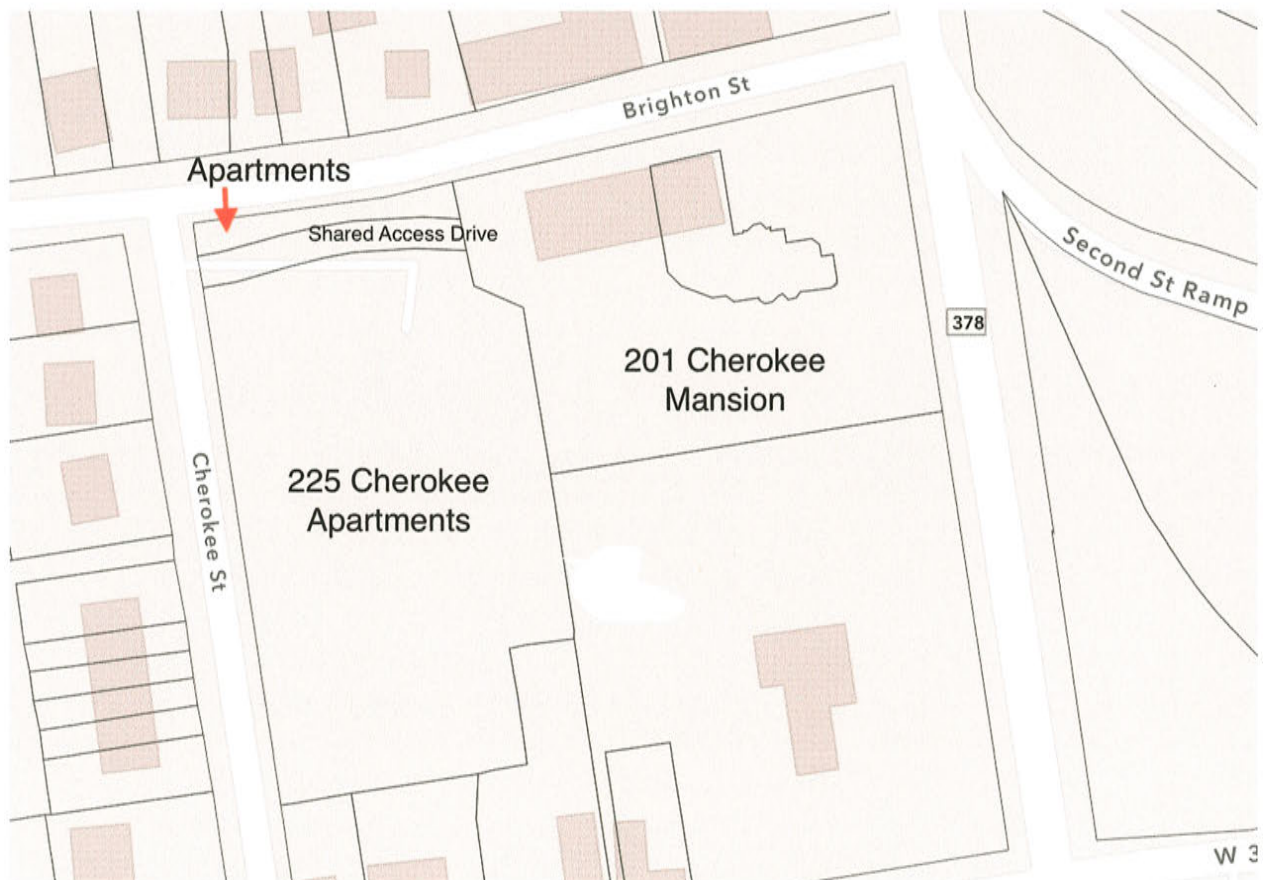 Brighton St
Apartments
Shared Access Drive
Second St Ramp
378
201 Cherokee
Mansion
225 Cherokee
Apartments
Cherokee St
W 3